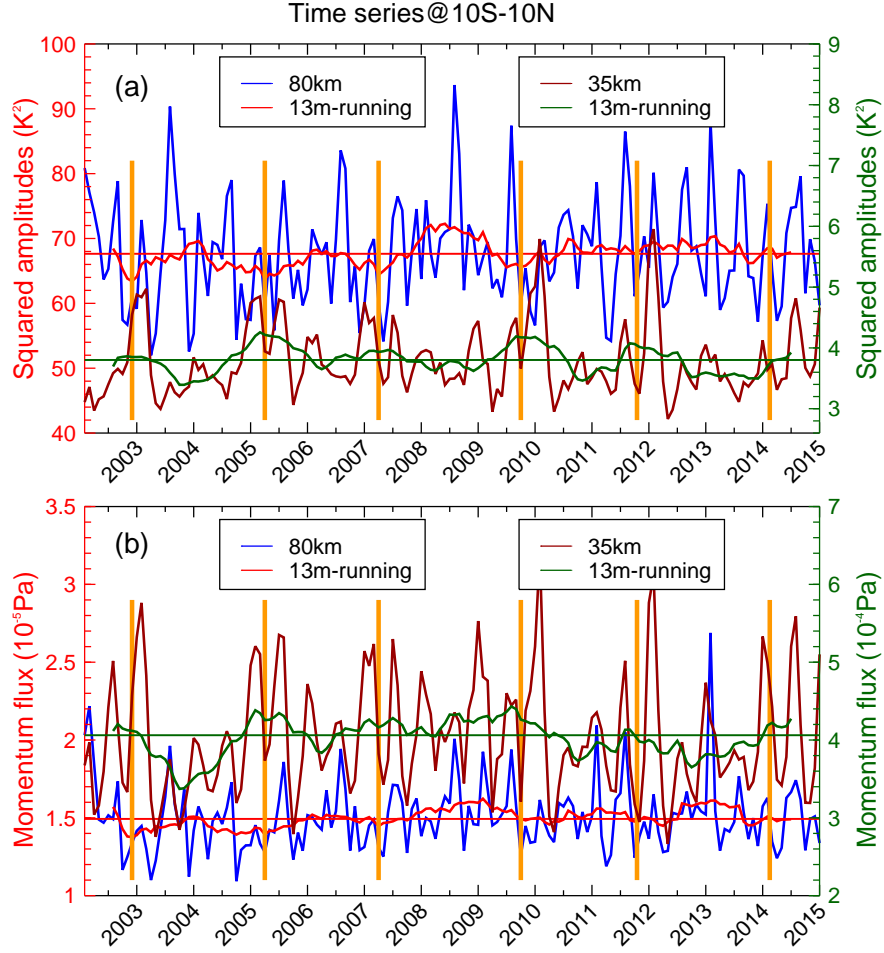 Time series@10S-10N
(a)
80km
13m-running
35km
13m-running
Squared amplitudes (K²)
100
90
80
70
60
50
40
Squared amplitudes (K²)
9
8
7
6
5
4
3
2003 2004 2005 2006 2007 2008 2009 2010 2011 2012 2013 2014 2015
(b)
80km
13m-running
35km
13m-running
Momentum flux (10⁻⁵Pa)
3.5
3
2.5
2
1.5
1
Momentum flux (10⁻⁴Pa)
7
6
5
4
3
2
2003 2004 2005 2006 2007 2008 2009 2010 2011 2012 2013 2014 2015